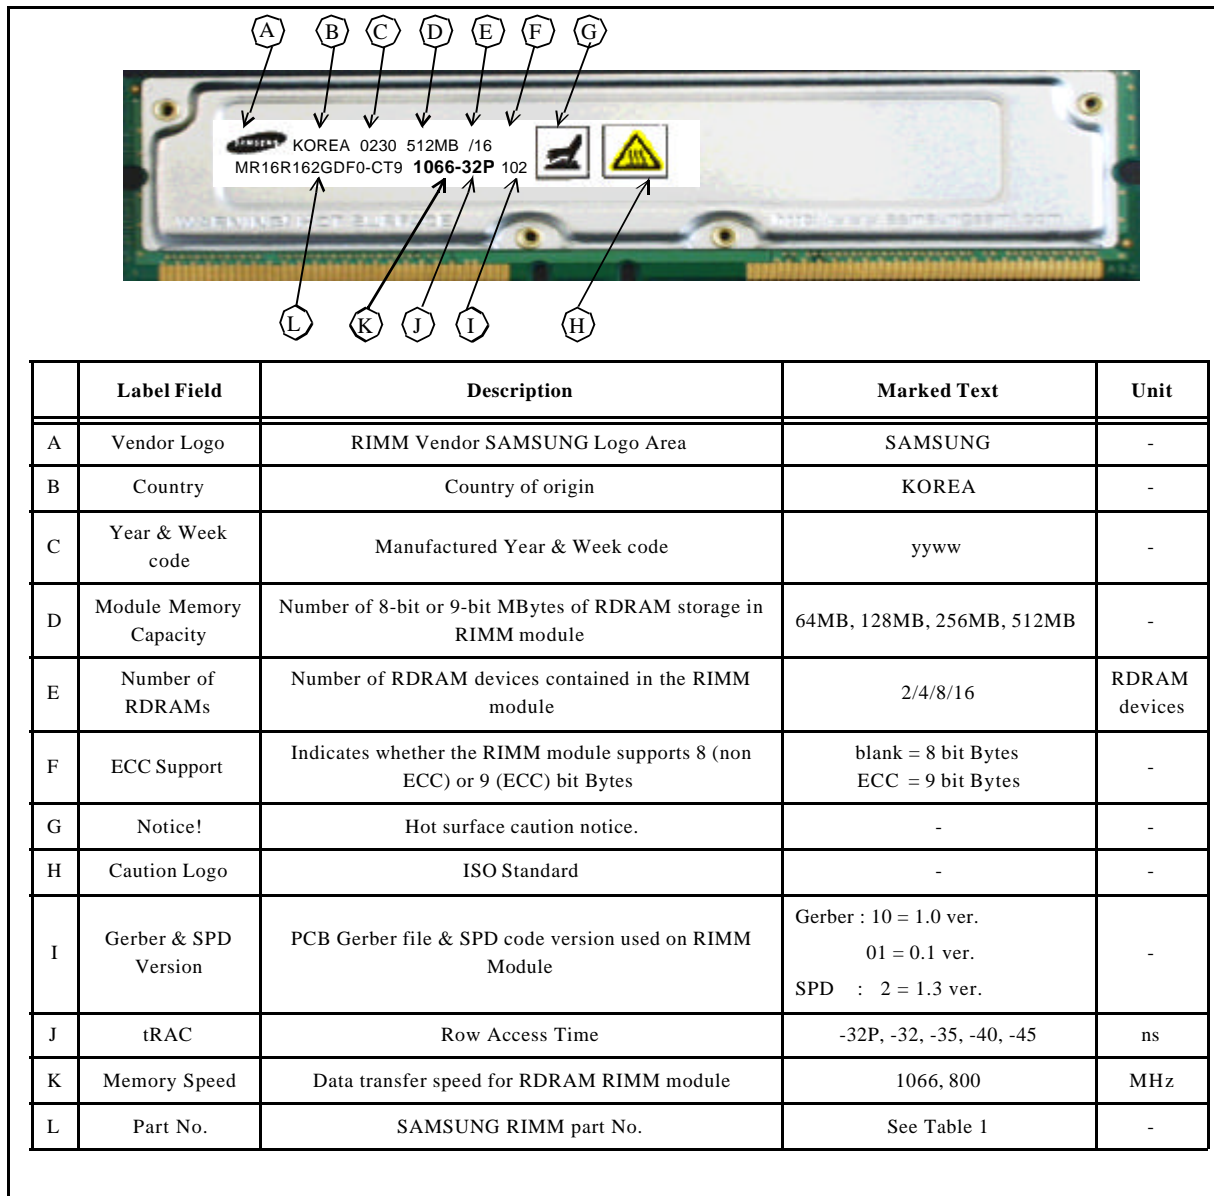 A B C D E F G
SAMSUNG KOREA 0230 512MB /16
MR16R162GDF0-CT9 1066-32P 102
WARNING! HOT SURFACE http://www.samsungsemi.com
L K J I H
Label Field Description Marked Text Unit
A Vendor Logo RIMM Vendor SAMSUNG Logo Area SAMSUNG -
B Country Country of origin KOREA -
C Year & Week code Manufactured Year & Week code yyww -
D Module Memory Capacity Number of 8-bit or 9-bit MBytes of RDRAM storage in RIMM module 64MB, 128MB, 256MB, 512MB -
E Number of RDRAMs Number of RDRAM devices contained in the RIMM module 2/4/8/16 RDRAM devices
F ECC Support Indicates whether the RIMM module supports 8 (non ECC) or 9 (ECC) bit Bytes blank = 8 bit Bytes ECC = 9 bit Bytes -
G Notice! Hot surface caution notice. - -
H Caution Logo ISO Standard - -
I Gerber & SPD Version PCB Gerber file & SPD code version used on RIMM Module Gerber : 10 = 1.0 ver. 01 = 0.1 ver. SPD : 2 = 1.3 ver. -
J tRAC Row Access Time -32P, -32, -35, -40, -45 ns
K Memory Speed Data transfer speed for RDRAM RIMM module 1066, 800 MHz
L Part No. SAMSUNG RIMM part No. See Table 1 -